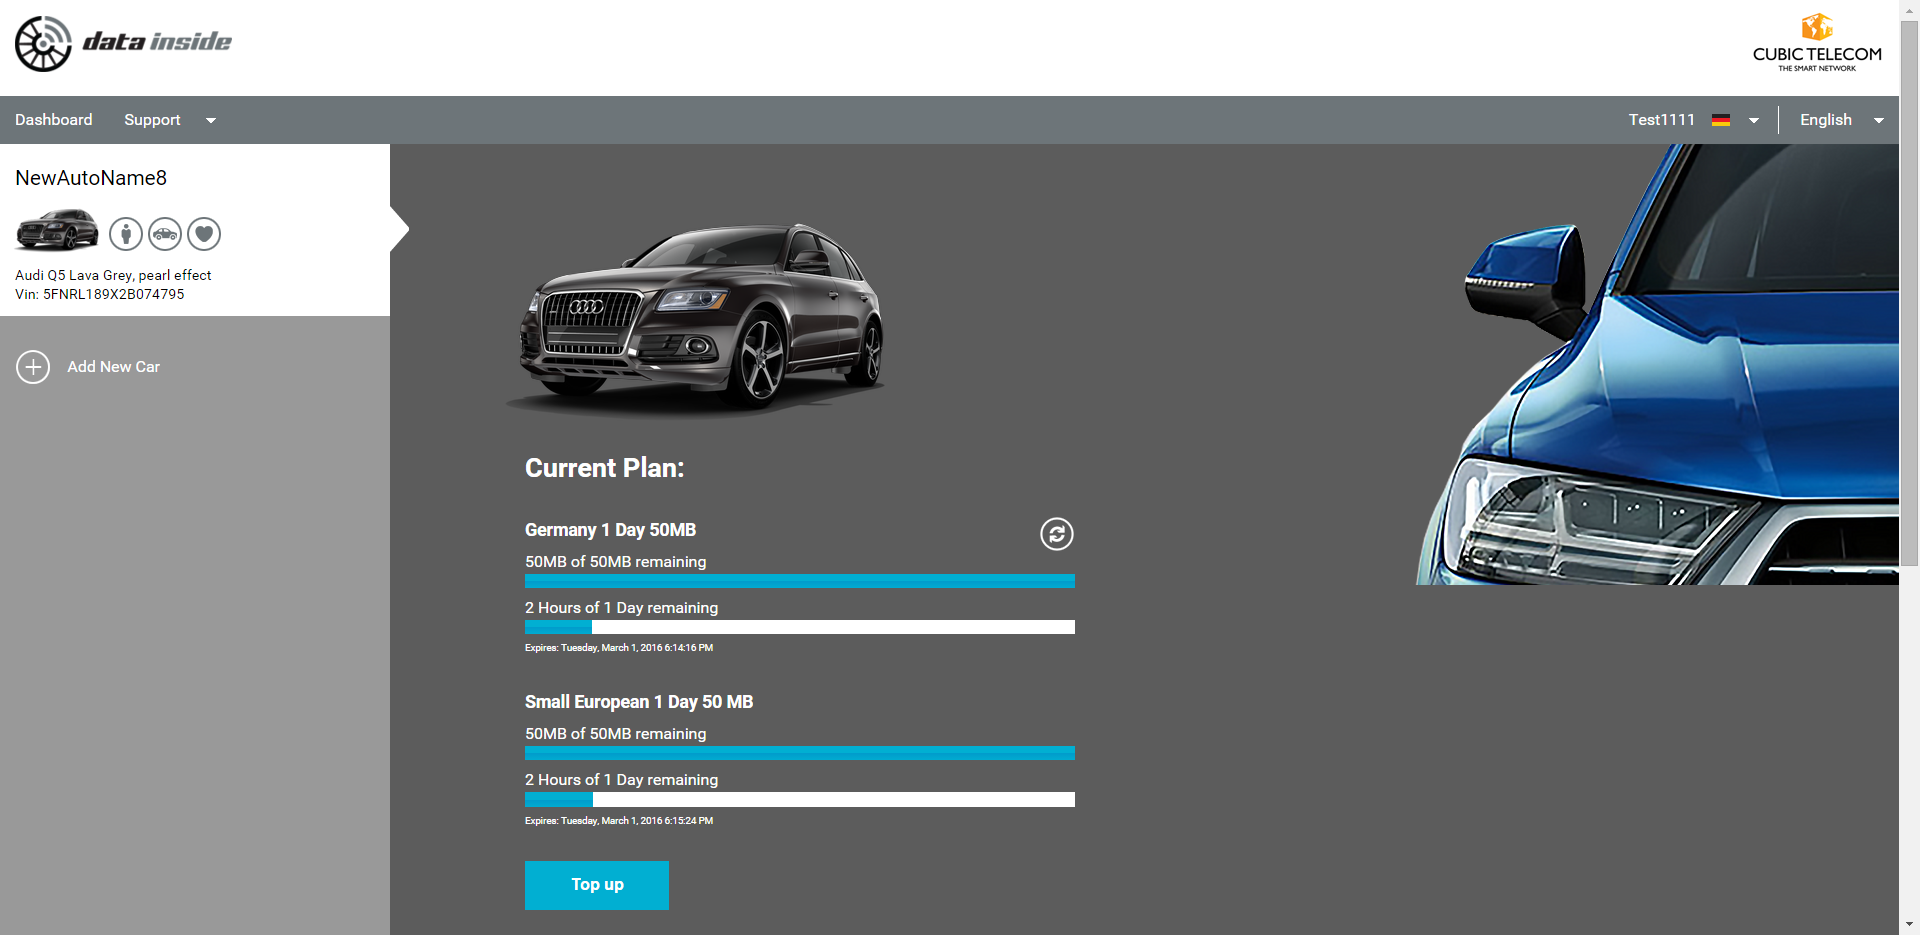 data inside
CUBIC TELECOM
THE SMART NETWORK
Dashboard
Support
Test1111
English
NewAutoName8
Audi Q5 Lava Grey, pearl effect
Vin: 5FNRL189X2B074795
Add New Car
Current Plan:
Germany 1 Day 50MB
50MB of 50MB remaining
2 Hours of 1 Day remaining
Expires: Tuesday, March 1, 2016 6:14:16 PM
Small European 1 Day 50 MB
50MB of 50MB remaining
2 Hours of 1 Day remaining
Expires: Tuesday, March 1, 2016 6:15:24 PM
Top up